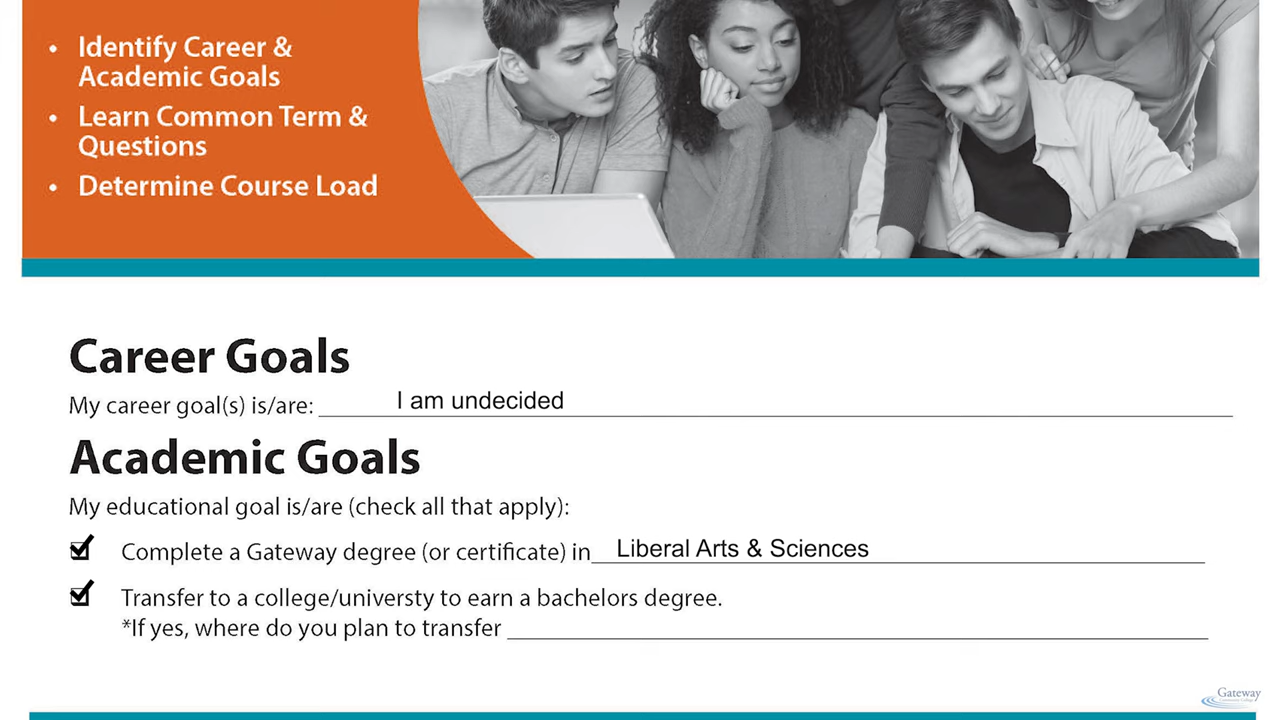 • Identify Career &
Academic Goals
• Learn Common Term &
Questions
• Determine Course Load
Career Goals
My career goal(s) is/are: I am undecided
Academic Goals
My educational goal is/are (check all that apply):
Complete a Gateway degree (or certificate) in Liberal Arts & Sciences
Transfer to a college/universty to earn a bachelors degree.
*If yes, where do you plan to transfer
Gateway
Community College